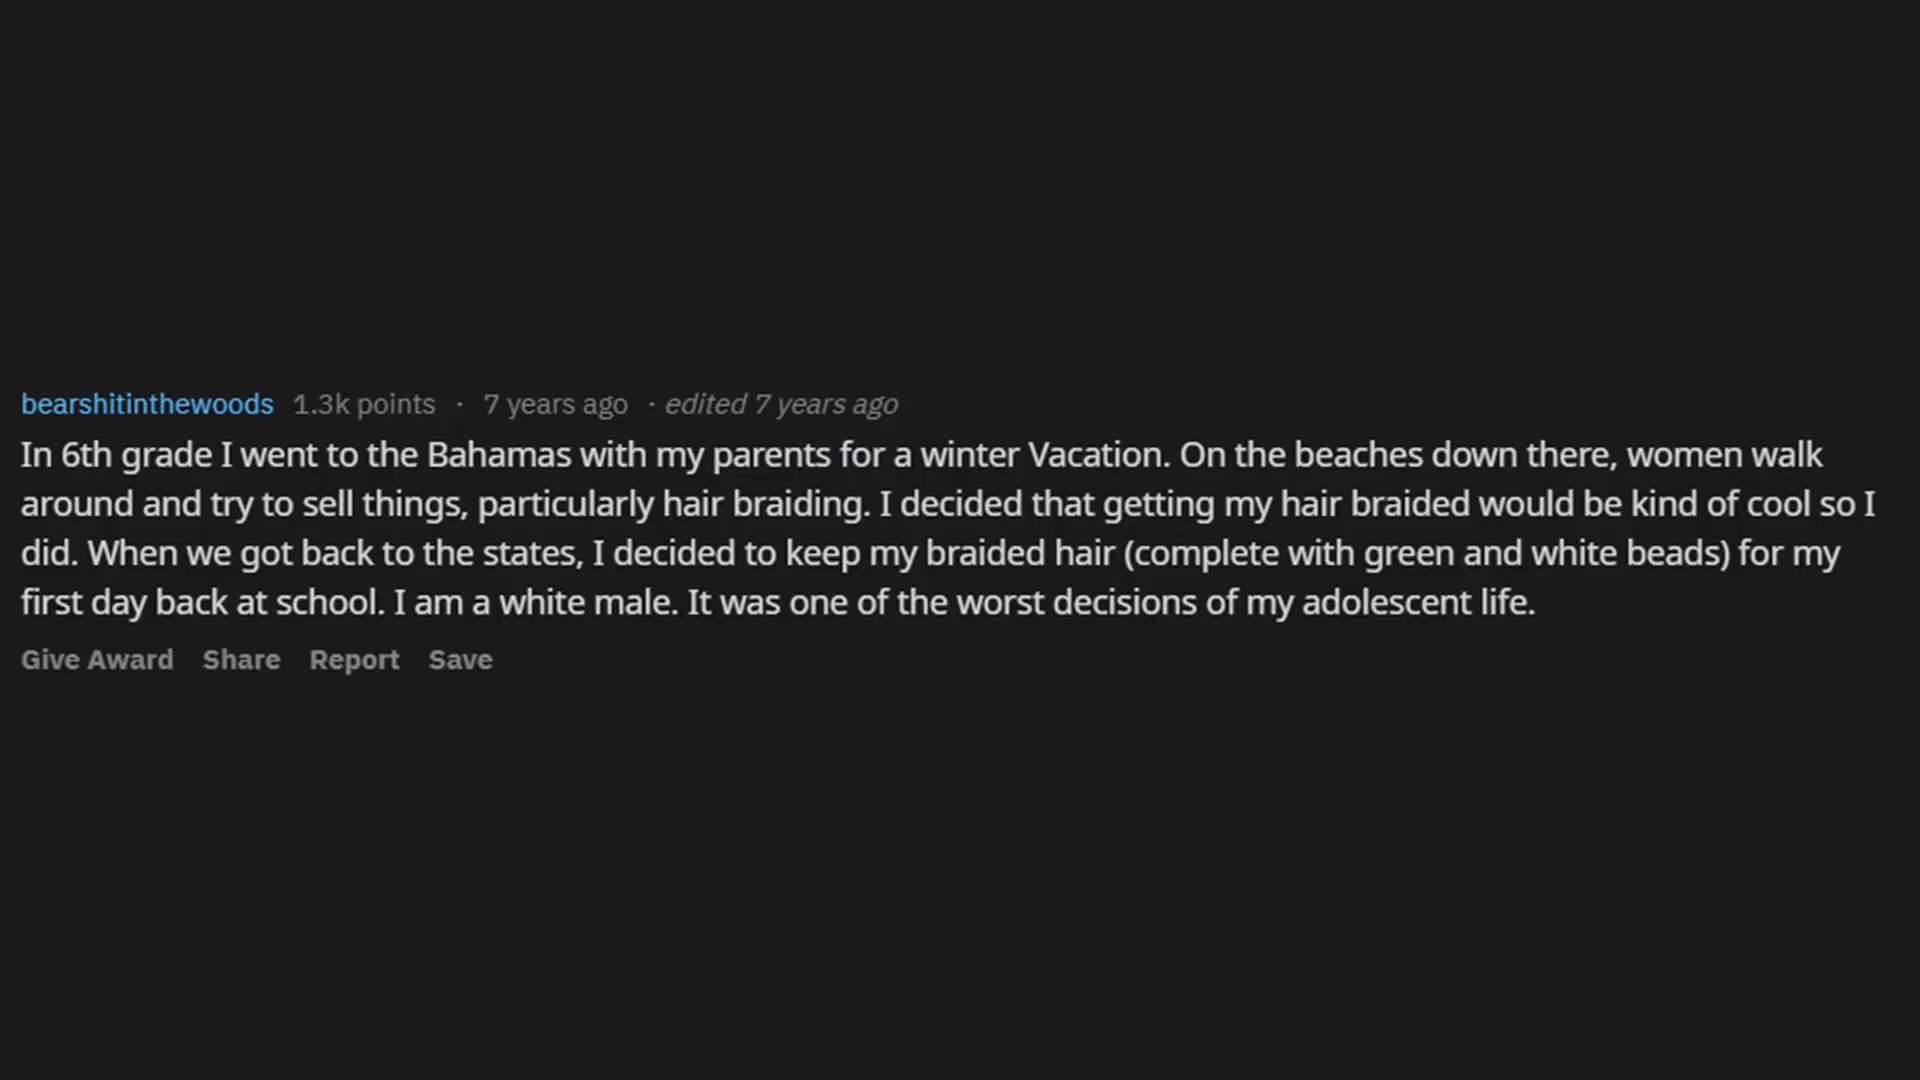 bearshitinthewoods 1.3k points · 7 years ago · edited 7 years ago
In 6th grade I went to the Bahamas with my parents for a winter Vacation. On the beaches down there, women walk
around and try to sell things, particularly hair braiding. I decided that getting my hair braided would be kind of cool so I
did. When we got back to the states, I decided to keep my braided hair (complete with green and white beads) for my
first day back at school. I am a white male. It was one of the worst decisions of my adolescent life.
Give Award Share Report Save